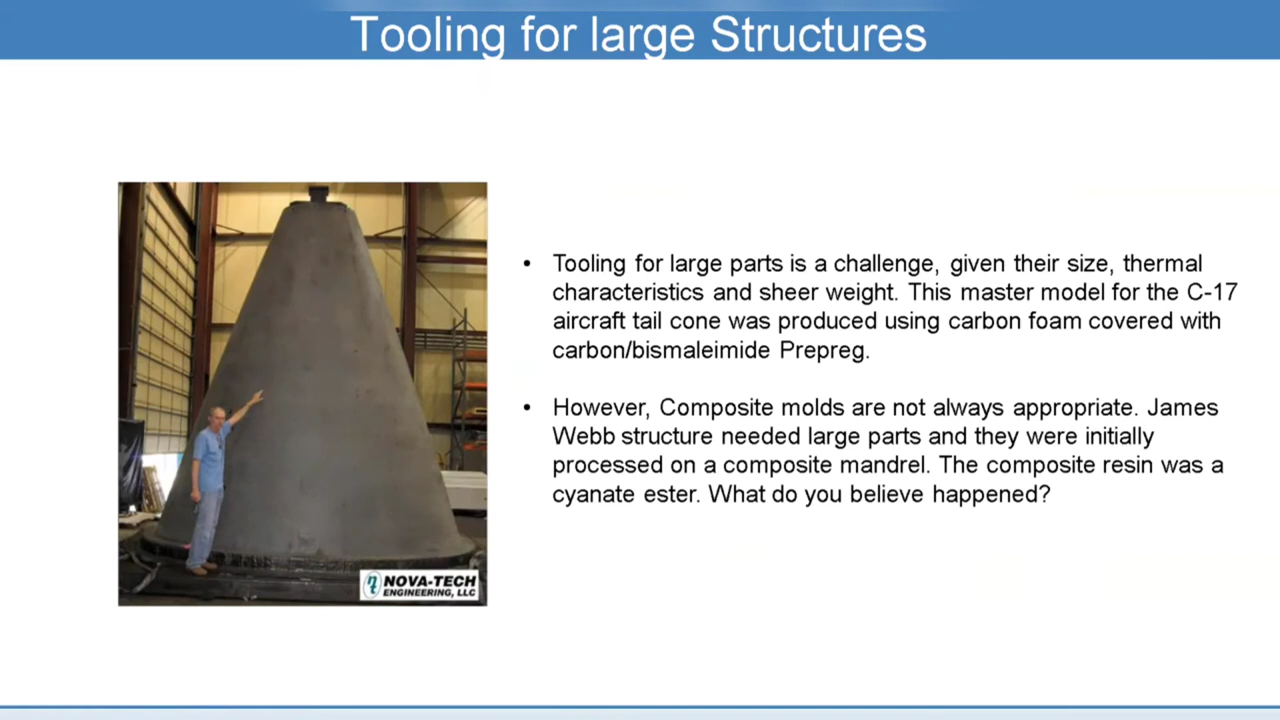 Tooling for large Structures
• Tooling for large parts is a challenge, given their size, thermal
characteristics and sheer weight. This master model for the C-17
aircraft tail cone was produced using carbon foam covered with
carbon/bismaleimide Prepreg.
• However, Composite molds are not always appropriate. James
Webb structure needed large parts and they were initially
processed on a composite mandrel. The composite resin was a
cyanate ester. What do you believe happened?
NOVA-TECH
ENGINEERING, LLC